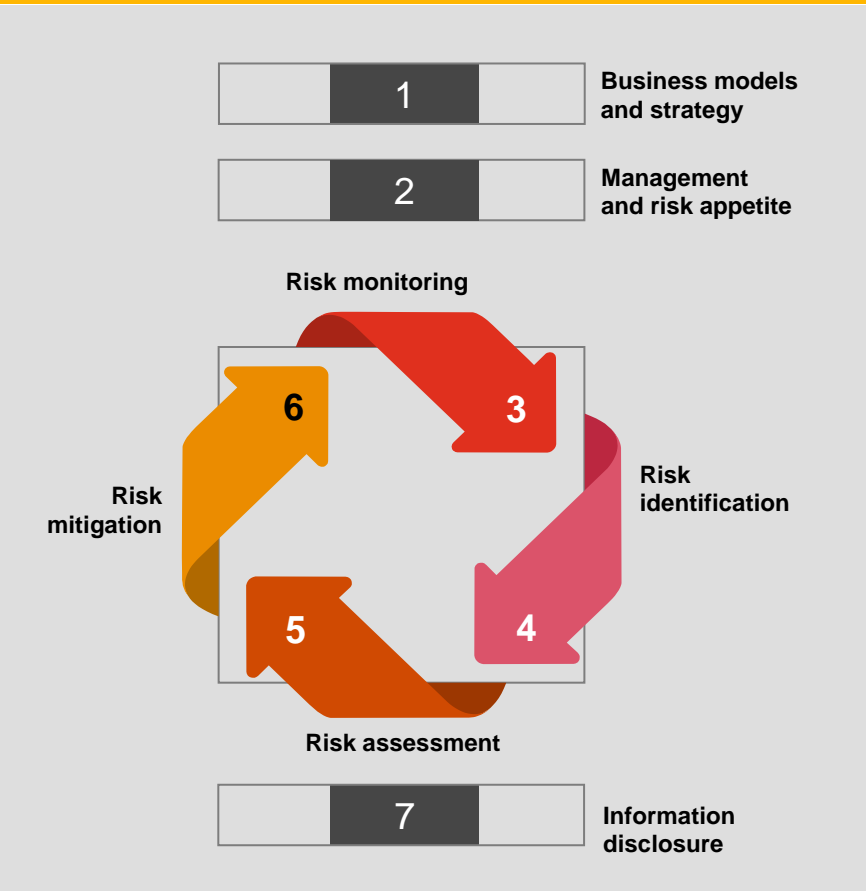 1
Business models
and strategy
2
Management
and risk appetite
Risk monitoring
6
3
Risk
identification
Risk
mitigation
5
4
Risk assessment
7
Information
disclosure